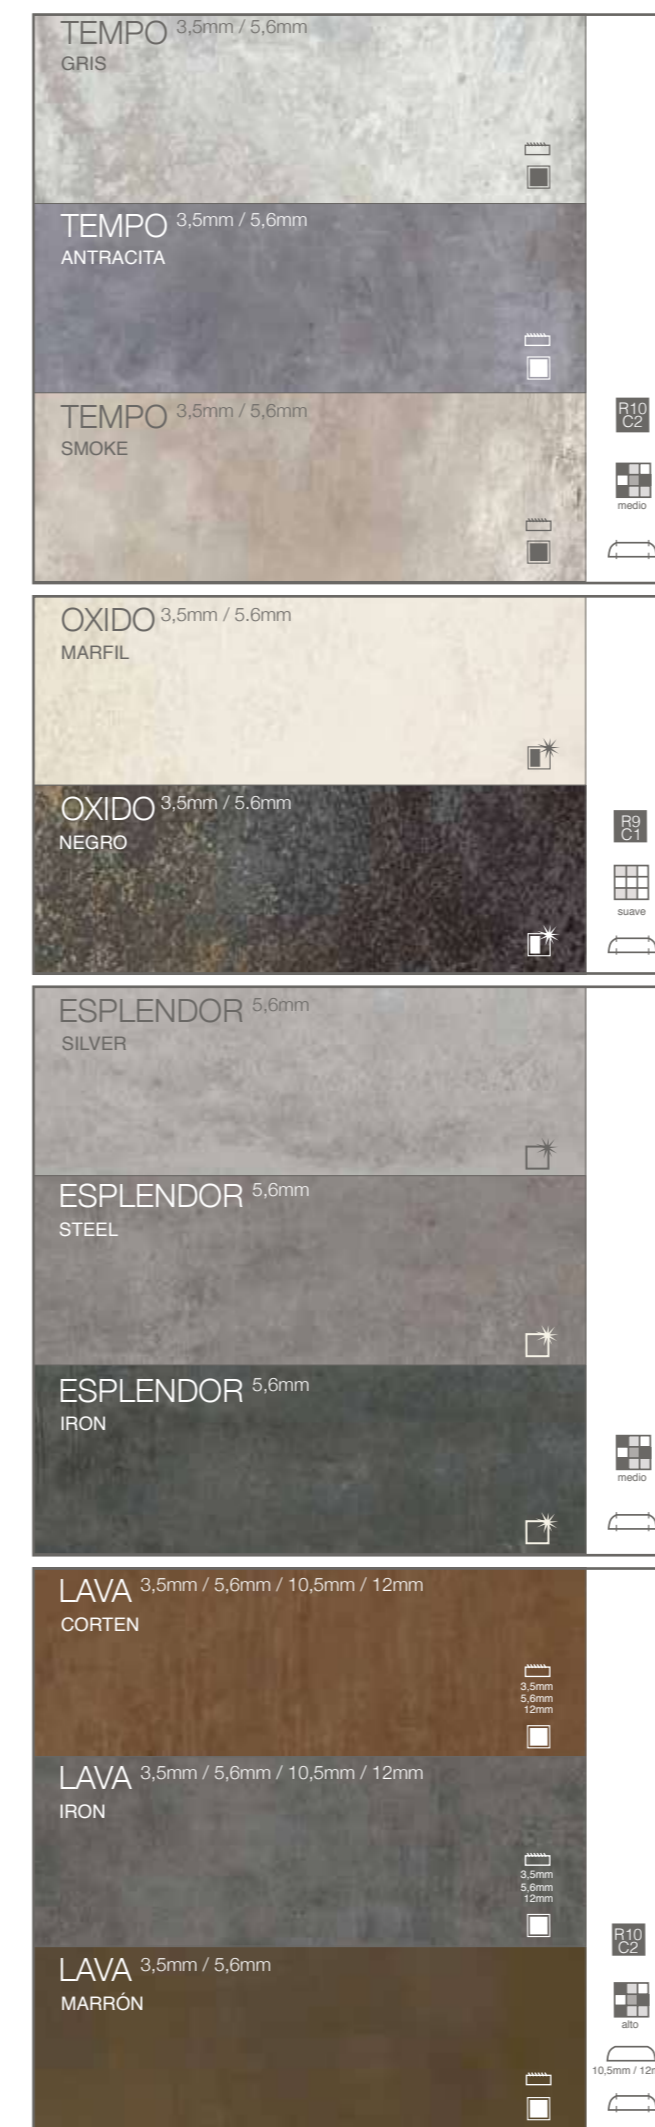 TEMPO 3,5mm / 5,6mm
GRIS
TEMPO 3,5mm / 5,6mm
ANTRACITA
TEMPO 3,5mm / 5,6mm
SMOKE
R10
C2
medio
OXIDO 3,5mm / 5.6mm
MARFIL
OXIDO 3,5mm / 5.6mm
NEGRO
R9
C1
suave
ESPLENDOR 5,6mm
SILVER
ESPLENDOR 5,6mm
STEEL
ESPLENDOR 5,6mm
IRON
medio
LAVA 3,5mm / 5,6mm / 10,5mm / 12mm
CORTEN
3,5mm
5,6mm
12mm
LAVA 3,5mm / 5,6mm / 10,5mm / 12mm
IRON
3,5mm
5,6mm
12mm
LAVA 3,5mm / 5,6mm
MARRÓN
R10
C2
alto
10,5mm /